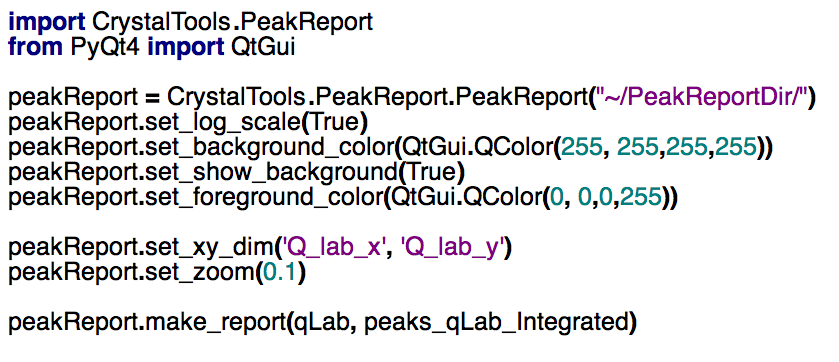 import CrystalTools.PeakReport
from PyQt4 import QtGui
peakReport = CrystalTools.PeakReport.PeakReport("~/PeakReportDir/")
peakReport.set_log_scale(True)
peakReport.set_background_color(QtGui.QColor(255, 255,255,255))
peakReport.set_show_background(True)
peakReport.set_foreground_color(QtGui.QColor(0, 0,0,255))
peakReport.set_xy_dim('Q_lab_x', 'Q_lab_y')
peakReport.set_zoom(0.1)
peakReport.make_report(qLab, peaks_qLab_Integrated)